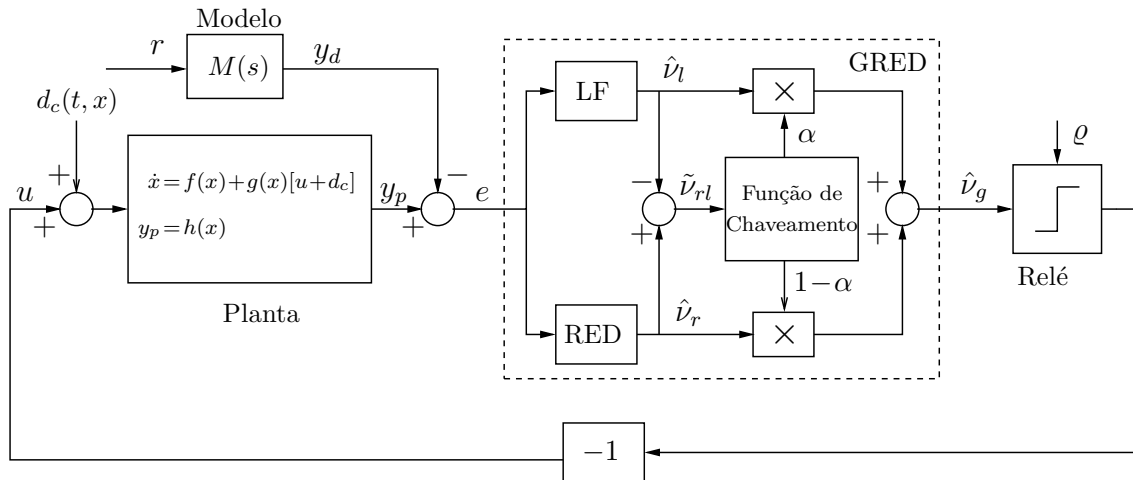 Modelo
r
M(s)
y_d
d_c(t, x)
+
u
+
ẋ=f(x)+g(x)[u+d_c]
y_p=h(x)
Planta
y_p
−
+
e
GRED
LF
ν̂_l
×
α
−
+
ν̃_rl
Função de
Chaveamento
1−α
RED
ν̂_r
×
+
+
ν̂_g
ϱ
Relé
−1